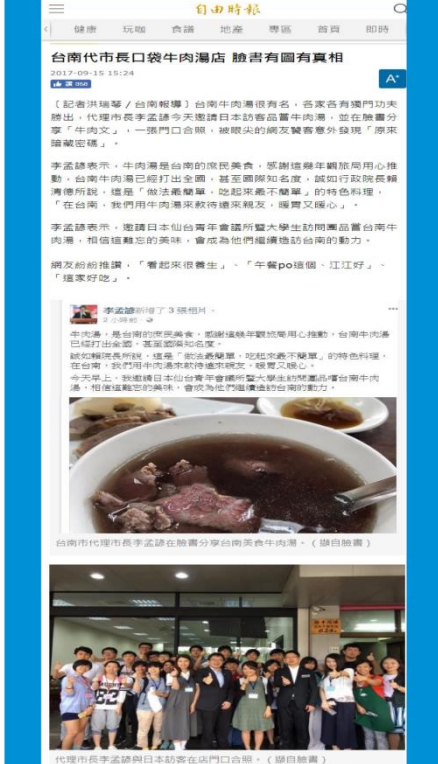 自由時報
健康 玩咖 食譜 地產 專區 首頁 即時
台南代市長口袋牛肉湯店 臉書有圖有真相
2017-09-15 15:24
讚 958
A+
〔記者洪瑞琴/台南報導〕台南牛肉湯很有名,各家各有獨門功夫
勝出,代理市長李孟諺今天邀請日本訪客品嘗牛肉湯,並在臉書分
享「牛肉文」,一張門口合照,被眼尖的網友饕客意外發現「原來
暗藏密碼」。
李孟諺表示,牛肉湯是台南的庶民美食,感謝這幾年觀旅局用心推
動,台南牛肉湯已經打出全國,甚至國際知名度,誠如行政院長賴
清德所說,這是「做法最簡單,吃起來最不簡單」的特色料理,
「在台南,我們用牛肉湯來款待遠來親友,暖胃又暖心」。
李孟諺表示,邀請日本仙台青年會議所暨大學生訪問團品嘗台南牛
肉湯,相信這難忘的美味,會成為他們繼續造訪台南的動力。
網友紛紛推讚,「看起來很養生」、「午餐po這個、江江好」、
「這家好吃」。
李孟諺新增了 3 張相片。
2 小時前
牛肉湯,是台南的庶民美食,感謝這幾年觀旅局用心推動,台南牛肉湯
已經打出全國,甚至國際知名度。
誠如賴院長所說,這是「做法最簡單,吃起來最不簡單」的特色料理,
在台南,我們用牛肉湯來款待遠來親友,暖胃又暖心。
今天早上,我邀請日本仙台青年會議所暨大學生訪問團品嚐台南牛肉
湯,相信這難忘的美味,會成為他們繼續造訪台南的動力。
台南市代理市長李孟諺在臉書分享台南美食牛肉湯。(擷自臉書)
代理市長李孟諺與日本訪客在店門口合照。(擷自臉書)